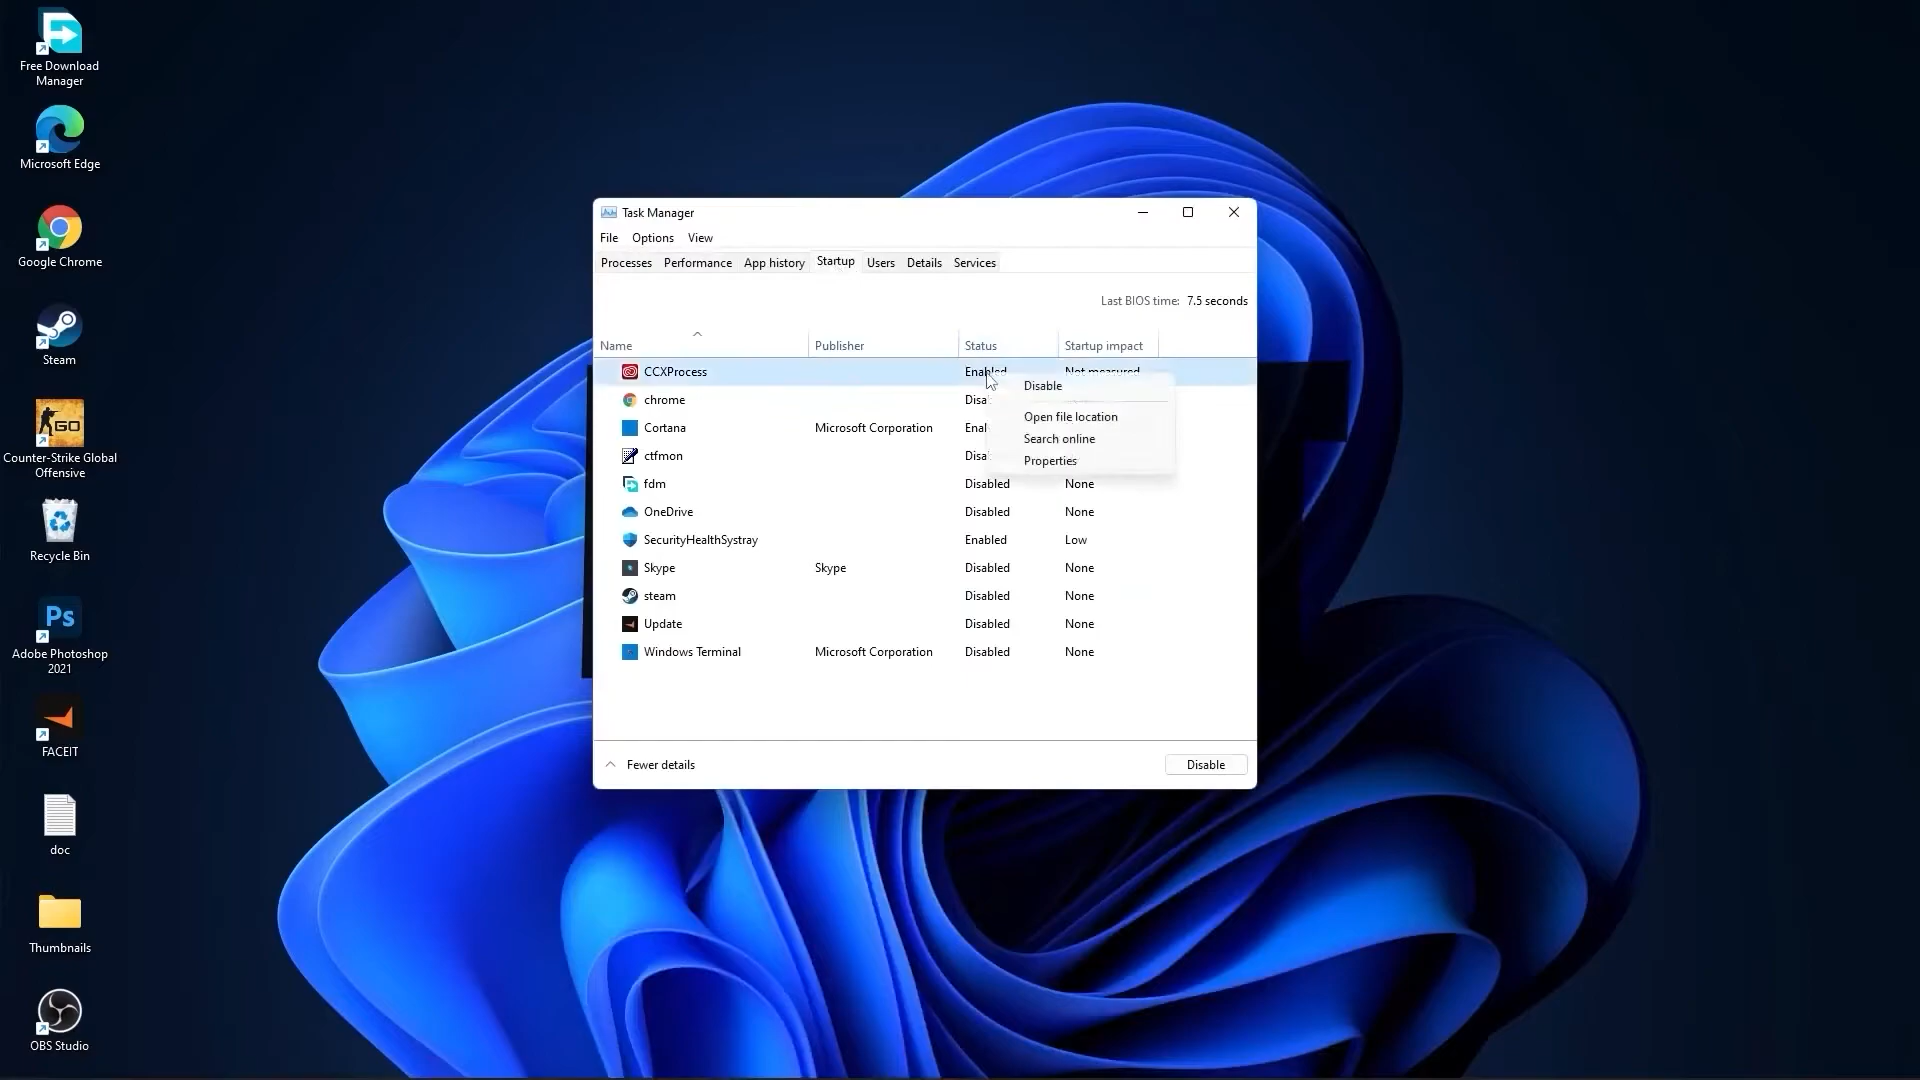 Free Download
Manager
Microsoft Edge
Google Chrome
Steam
GO
Counter-Strike Global
Offensive
Recycle Bin
Ps
Adobe Photoshop
2021
FACEIT
doc
Thumbnails
OBS Studio
Task Manager
File Options View
Processes Performance App history Startup Users Details Services
Last BIOS time: 7.5 seconds
Name Publisher Status Startup impact
CCXProcess Enabled Not measured
chrome Disa
Cortana Microsoft Corporation Enal
ctfmon Disa
fdm Disabled None
OneDrive Disabled None
SecurityHealthSystray Enabled Low
Skype Skype Disabled None
steam Disabled None
Update Disabled None
Windows Terminal Microsoft Corporation Disabled None
Disable
Open file location
Search online
Properties
Fewer details Disable